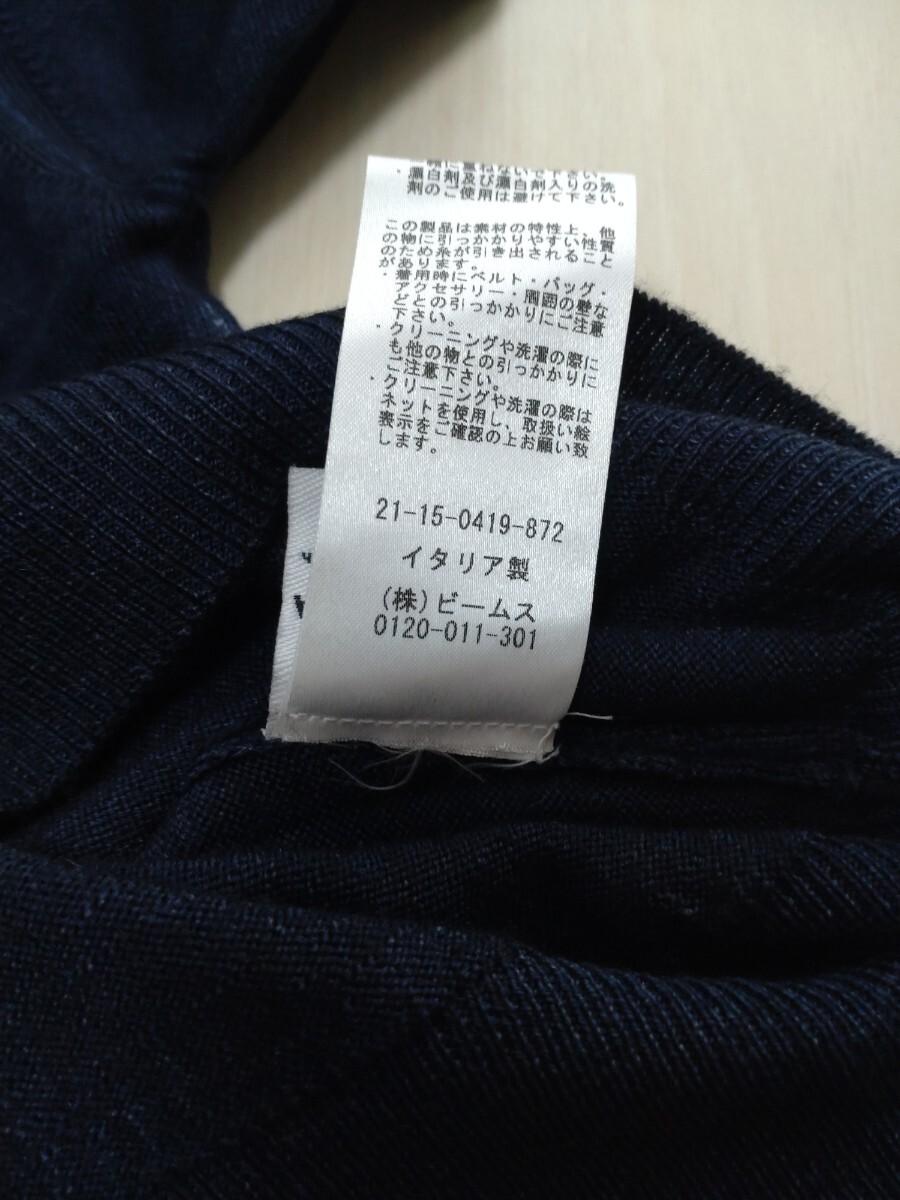 ・白及び漂白剤入り下さい。
剤のご使用は避けて
この製品は素材の特性上、他
の物に引っかかりやすい性質と
のため糸が引き出されること
があります。
・着用時にベルト・バッグ・
アクセサリー・周囲の壁な
どとの引っかかりにご注意
下さい。
・クリーニングや洗濯の際に
も他の物との引っかかりに
ご注意下さい。
・クリーニングや洗濯の際は
ネットを使用し、取扱い絵
表示をご確認の上お願い致
します。
21-15-0419-872
イタリア製
(株)ビームス
0120-011-301